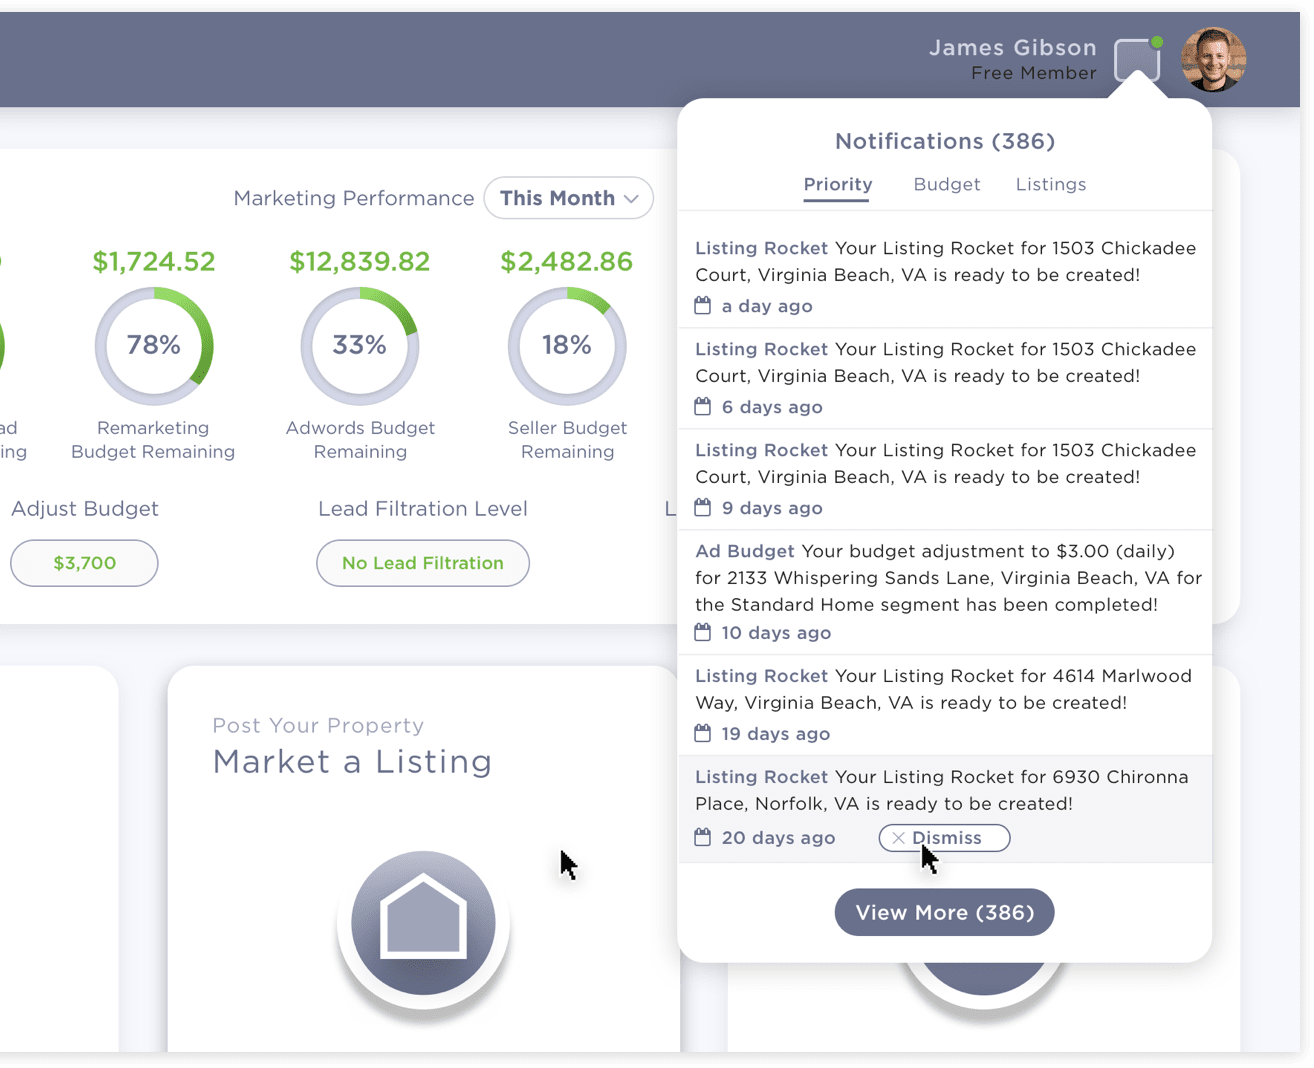 James Gibson
Free Member
Notifications (386)
Priority Budget Listings
Listing Rocket Your Listing Rocket for 1503 Chickadee
Court, Virginia Beach, VA is ready to be created!
a day ago
Listing Rocket Your Listing Rocket for 1503 Chickadee
Court, Virginia Beach, VA is ready to be created!
6 days ago
Listing Rocket Your Listing Rocket for 1503 Chickadee
Court, Virginia Beach, VA is ready to be created!
9 days ago
Ad Budget Your budget adjustment to $3.00 (daily)
for 2133 Whispering Sands Lane, Virginia Beach, VA for
the Standard Home segment has been completed!
10 days ago
Listing Rocket Your Listing Rocket for 4614 Marlwood
Way, Virginia Beach, VA is ready to be created!
19 days ago
Listing Rocket Your Listing Rocket for 6930 Chironna
Place, Norfolk, VA is ready to be created!
20 days ago
Dismiss
View More (386)
Marketing Performance
This Month
$1,724.52
78%
Remarketing
Budget Remaining
$12,839.82
33%
Adwords Budget
Remaining
$2,482.86
18%
Seller Budget
Remaining
ad
ing
Adjust Budget
$3,700
Lead Filtration Level
No Lead Filtration
L
Post Your Property
Market a Listing